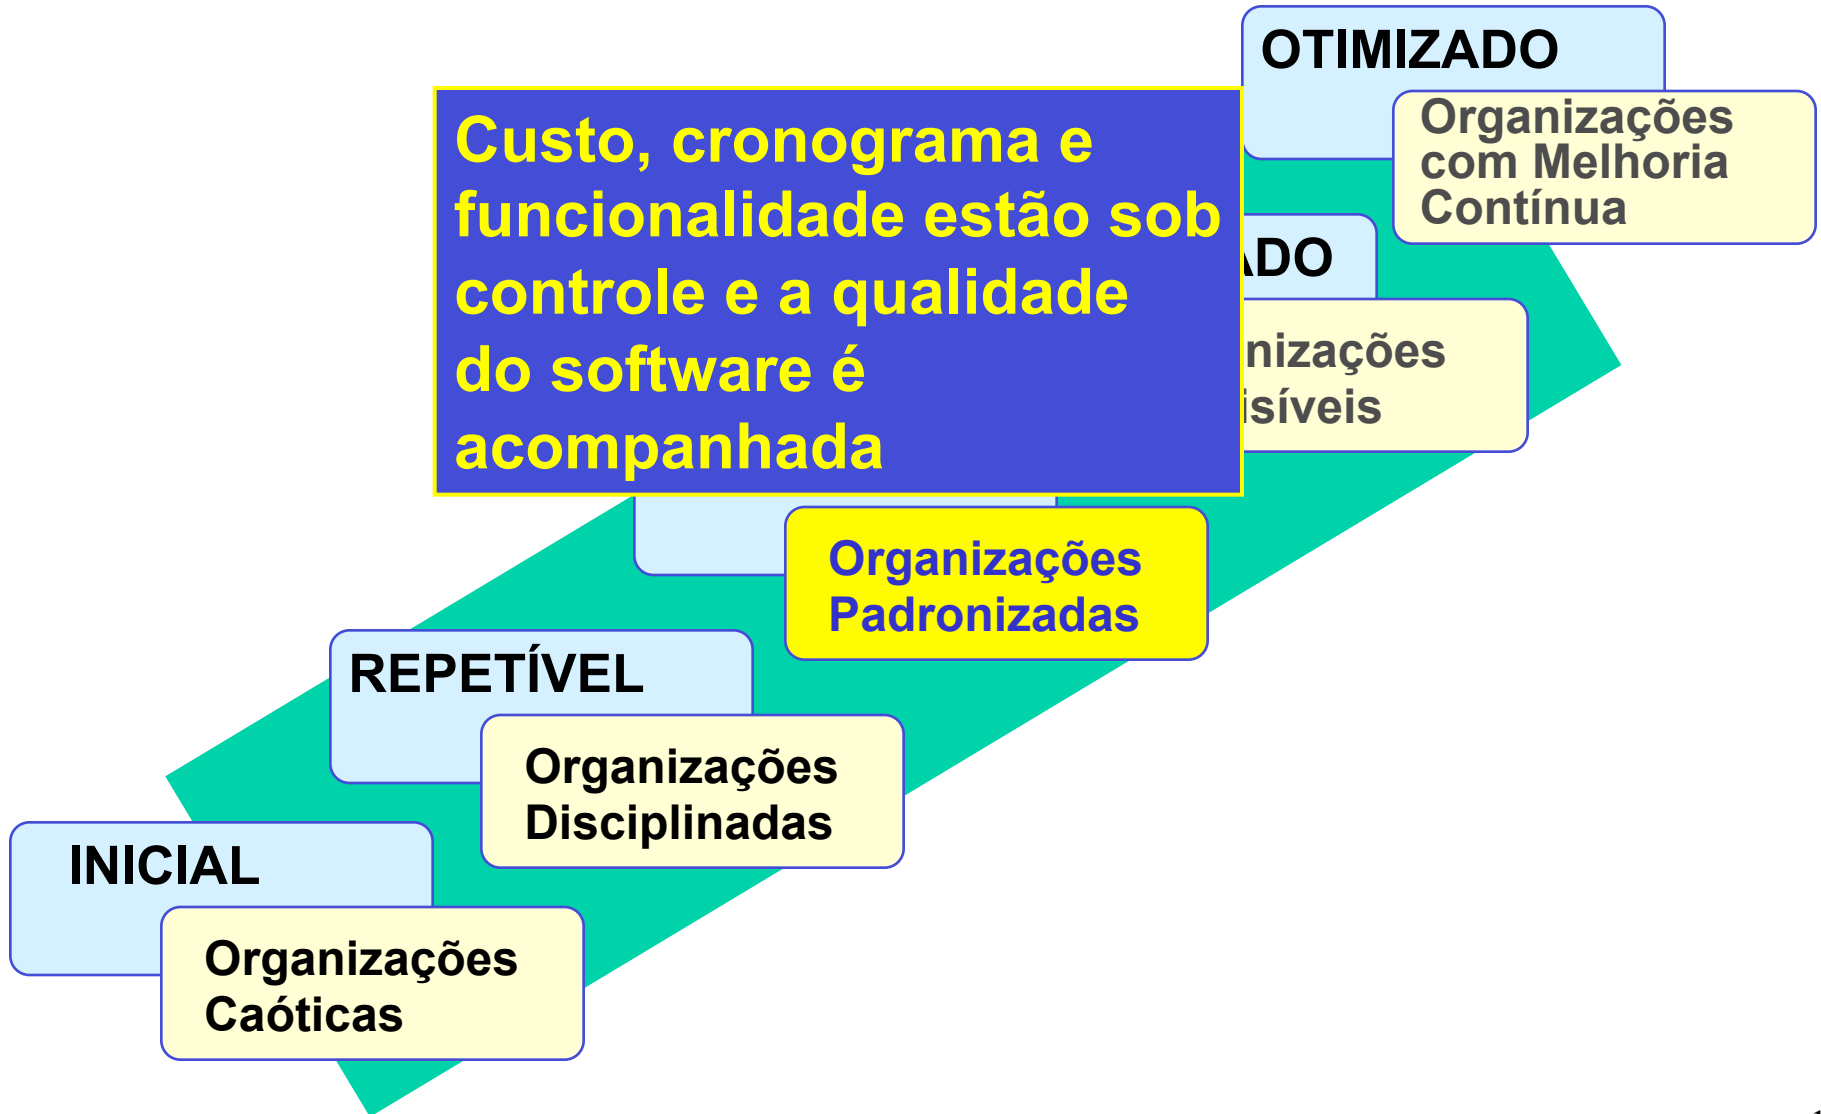 OTIMIZADO
Organizações
com Melhoria
Contínua
Custo, cronograma e
funcionalidade estão sob
controle e a qualidade
do software é
acompanhada
ADO
nizações
isíveis
Organizações
Padronizadas
REPETÍVEL
Organizações
Disciplinadas
INICIAL
Organizações
Caóticas